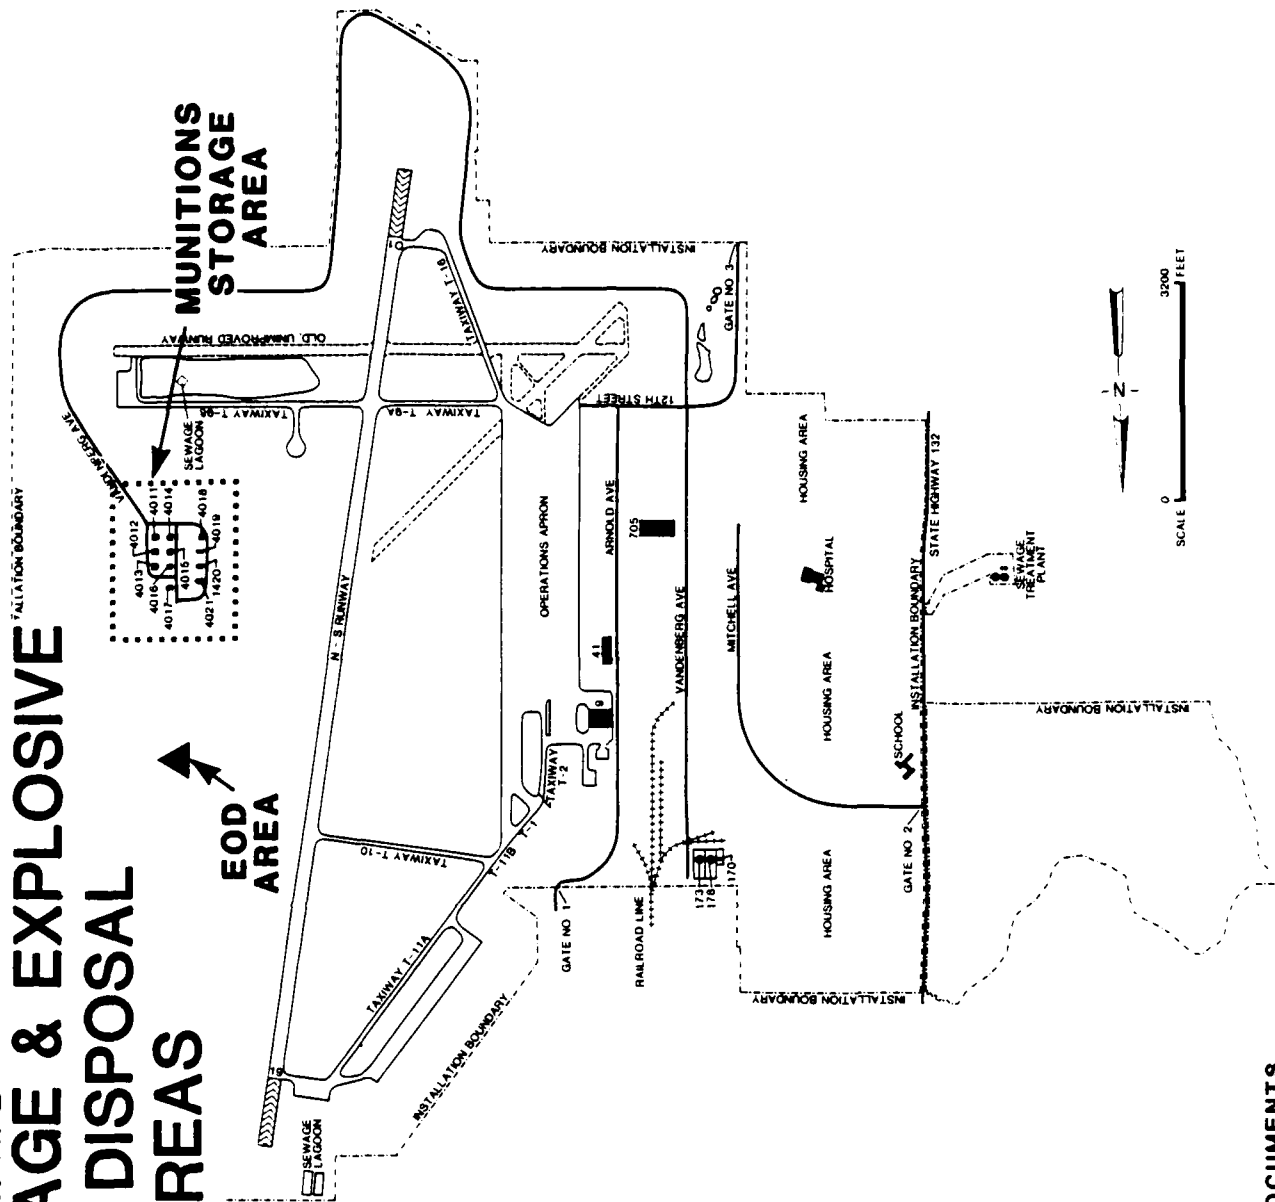 AGE & EXPLOSIVE
DISPOSAL
REAS
MUNITIONS
STORAGE
AREA
EOD
AREA
INSTALLATION BOUNDARY
TALLATION BOUNDARY
VANDENBERG AVE
4012
4011
4014
4013
4018
4016
4015
4019
4017
4021
1420
SEWAGE
LAGOON
OLD, UNIMPROVED RUNWAY
TAXIWAY T-9B
TAXIWAY T-9A
TAXIWAY T-16
01
N - S RUNWAY
OPERATIONS APRON
ARNOLD AVE
12TH STREET
GATE NO 3
705
41
9
VANDENBERG AVE
MITCHELL AVE
HOUSING AREA
HOSPITAL
HOUSING AREA
SCHOOL
HOUSING AREA
STATE HIGHWAY 132
INSTALLATION BOUNDARY
SEWAGE
TREATMENT
PLANT
INSTALLATION BOUNDARY
GATE NO 2
INSTALLATION BOUNDARY
TAXIWAY
T-2
T-1
T-11B
TAXIWAY T-10
TAXIWAY T-11A
19
GATE NO 1
RAILROAD LINE
173
178
170
INSTALLATION BOUNDARY
SEWAGE
LAGOON
N
0
3200
SCALE
FEET
OCUMENTS